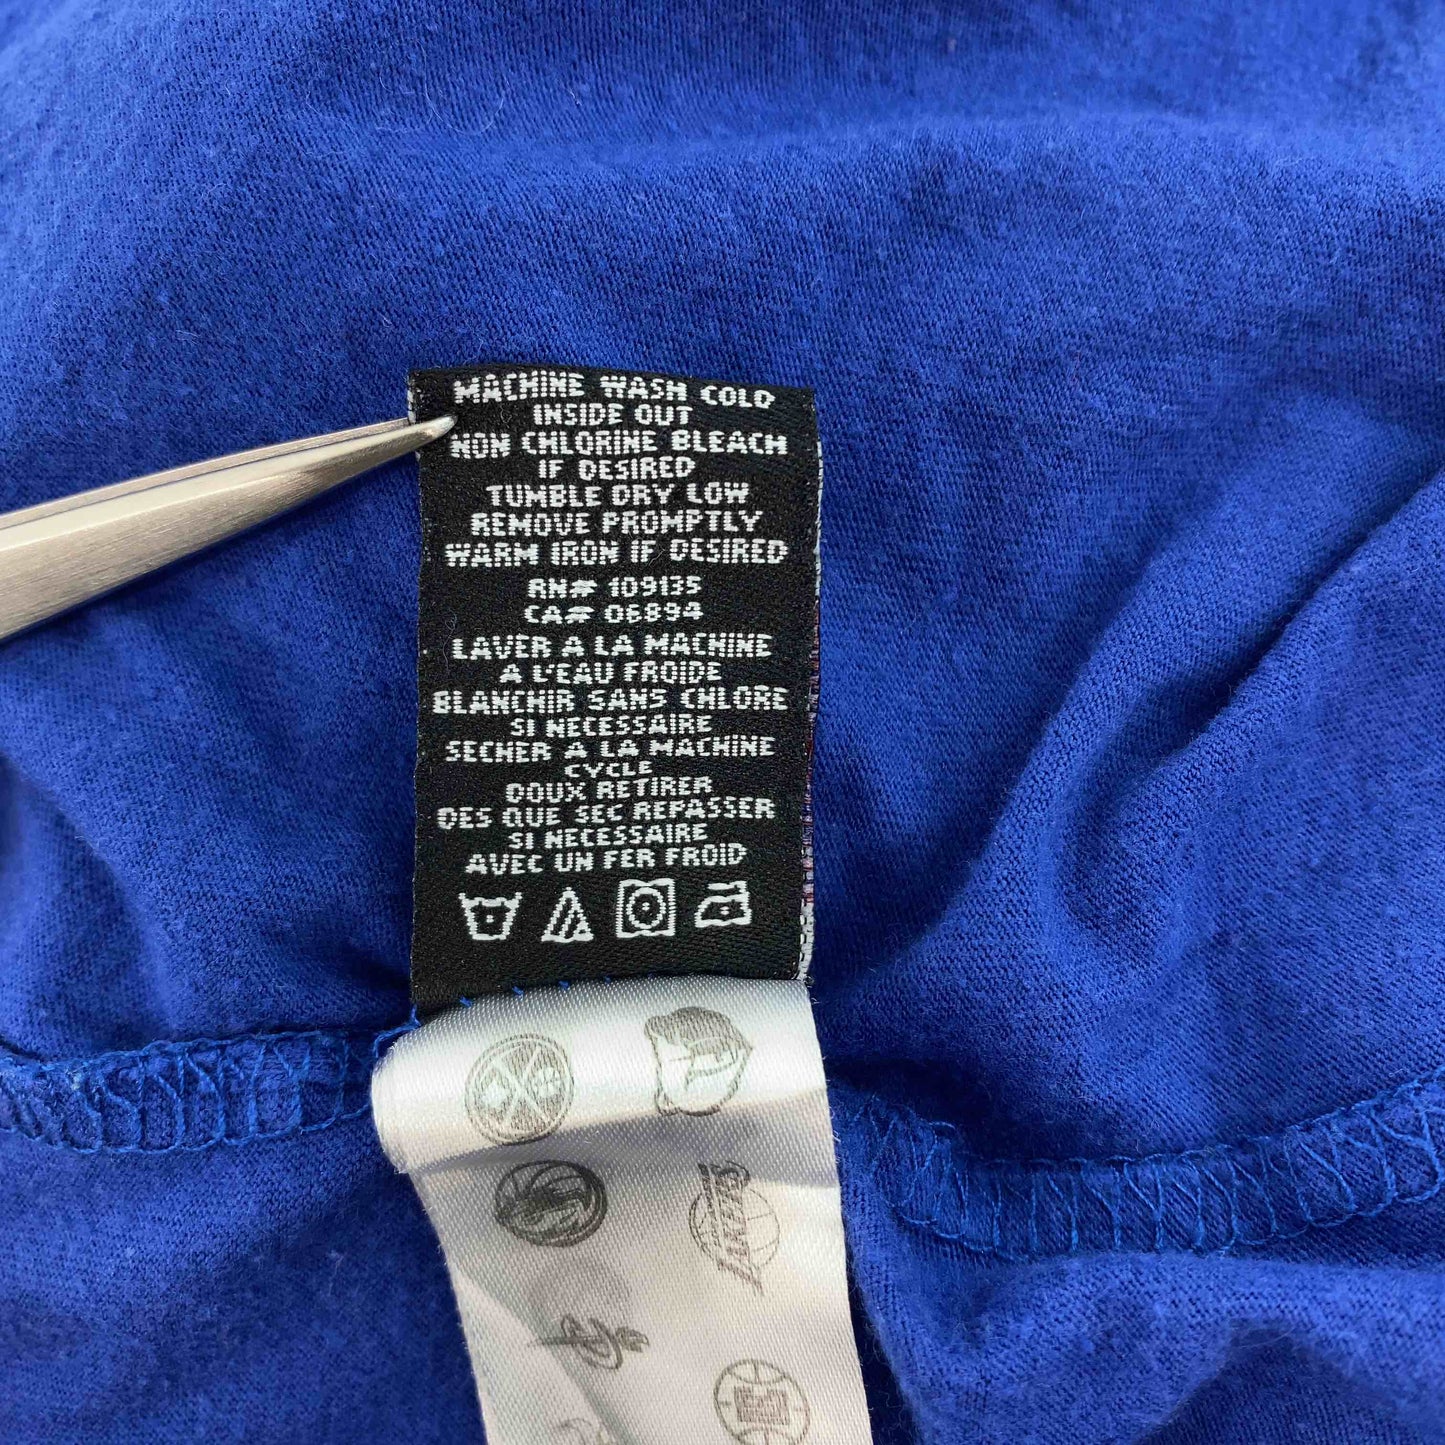 MACHINE WASH COLD
INSIDE OUT
NON CHLORINE BLEACH
IF DESIRED
TUMBLE DRY LOW
REMOVE PROMPTLY
WARM IRON IF DESIRED
RN# 109135
CA# 06894
LAVER A LA MACHINE
A L'EAU FROIDE
BLANCHIR SANS CHLORE
SI NECESSAIRE
SECHER A LA MACHINE
CYCLE
DOUX RETIRER
DES QUE SEC REPASSER
SI NECESSAIRE
AVEC UN FER FROID
LAKERS